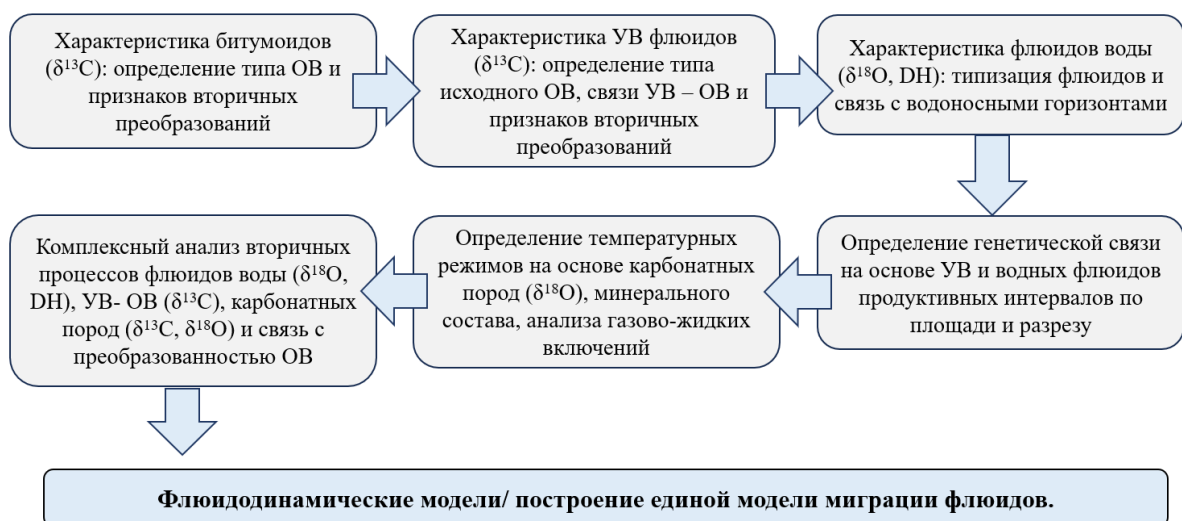 Характеристика битумоидов
(δ¹³C): определение типа ОВ и
признаков вторичных
преобразований
Характеристика УВ флюидов
(δ¹³C): определение типа
исходного ОВ, связи УВ – ОВ и
признаков вторичных
преобразований
Характеристика флюидов воды
(δ¹⁸O, DH): типизация флюидов и
связь с водоносными горизонтами
Определение генетической связи
на основе УВ и водных флюидов
продуктивных интервалов по
площади и разрезу
Определение температурных
режимов на основе карбонатных
пород (δ¹⁸O), минерального
состава, анализа газово-жидких
включений
Комплексный анализ вторичных
процессов флюидов воды (δ¹⁸O,
DH), УВ- ОВ (δ¹³C), карбонатных
пород (δ¹³C, δ¹⁸O) и связь с
преобразованностью ОВ
Флюидодинамические модели/ построение единой модели миграции флюидов.